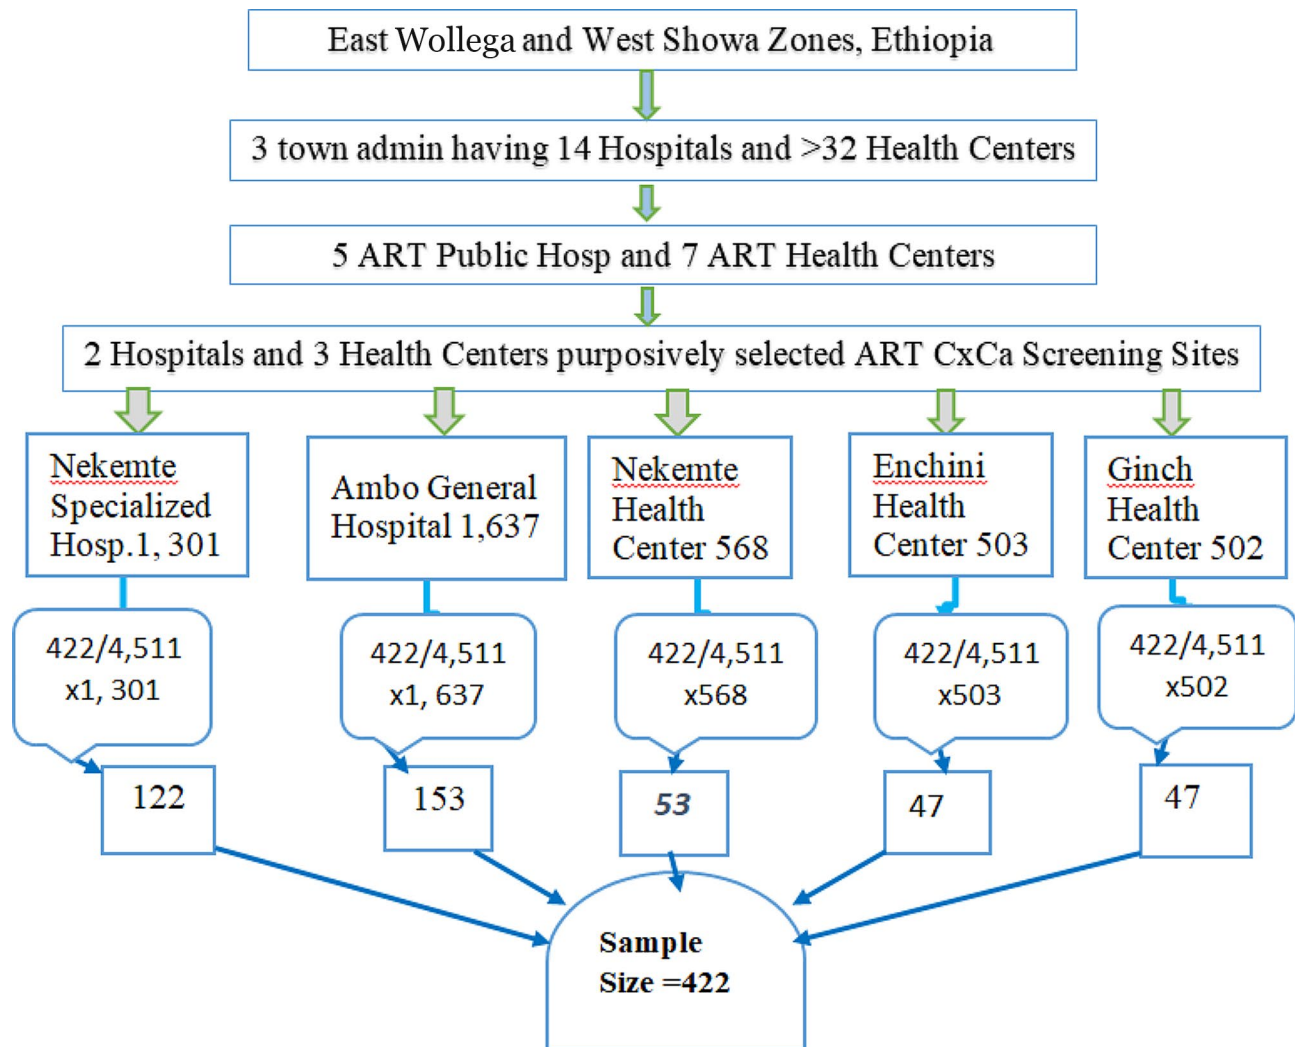 East Wollega and West Showa Zones, Ethiopia
3 town admin having 14 Hospitals and >32 Health Centers
5 ART Public Hosp and 7 ART Health Centers
2 Hospitals and 3 Health Centers purposively selected ART CxCa Screening Sites
Nekemte
Specialized
Hosp.1, 301
Ambo General
Hospital 1,637
Nekemte
Health
Center 568
Enchini
Health
Center 503
Ginch
Health
Center 502
422/4,511
x1, 301
422/4,511
x1, 637
422/4,511
x568
422/4,511
x503
422/4,511
x502
122
153
53
47
47
Sample
Size =422